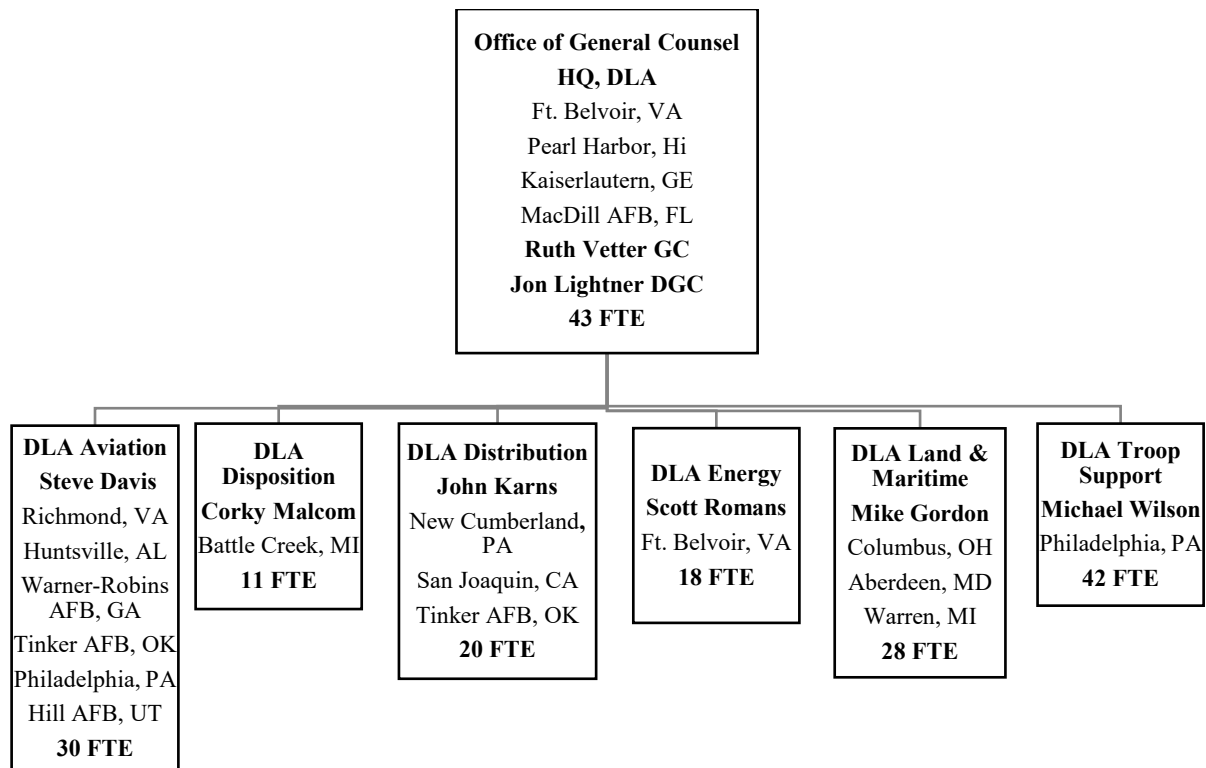 Office of General Counsel
HQ, DLA
Ft. Belvoir, VA
Pearl Harbor, Hi
Kaiserlautern, GE
MacDill AFB, FL
Ruth Vetter GC
Jon Lightner DGC
43 FTE
DLA Aviation
Steve Davis
Richmond, VA
Huntsville, AL
Warner-Robins
AFB, GA
Tinker AFB, OK
Philadelphia, PA
Hill AFB, UT
30 FTE
DLA
Disposition
Corky Malcom
Battle Creek, MI
11 FTE
DLA Distribution
John Karns
New Cumberland,
PA
San Joaquin, CA
Tinker AFB, OK
20 FTE
DLA Energy
Scott Romans
Ft. Belvoir, VA
18 FTE
DLA Land &
Maritime
Mike Gordon
Columbus, OH
Aberdeen, MD
Warren, MI
28 FTE
DLA Troop
Support
Michael Wilson
Philadelphia, PA
42 FTE